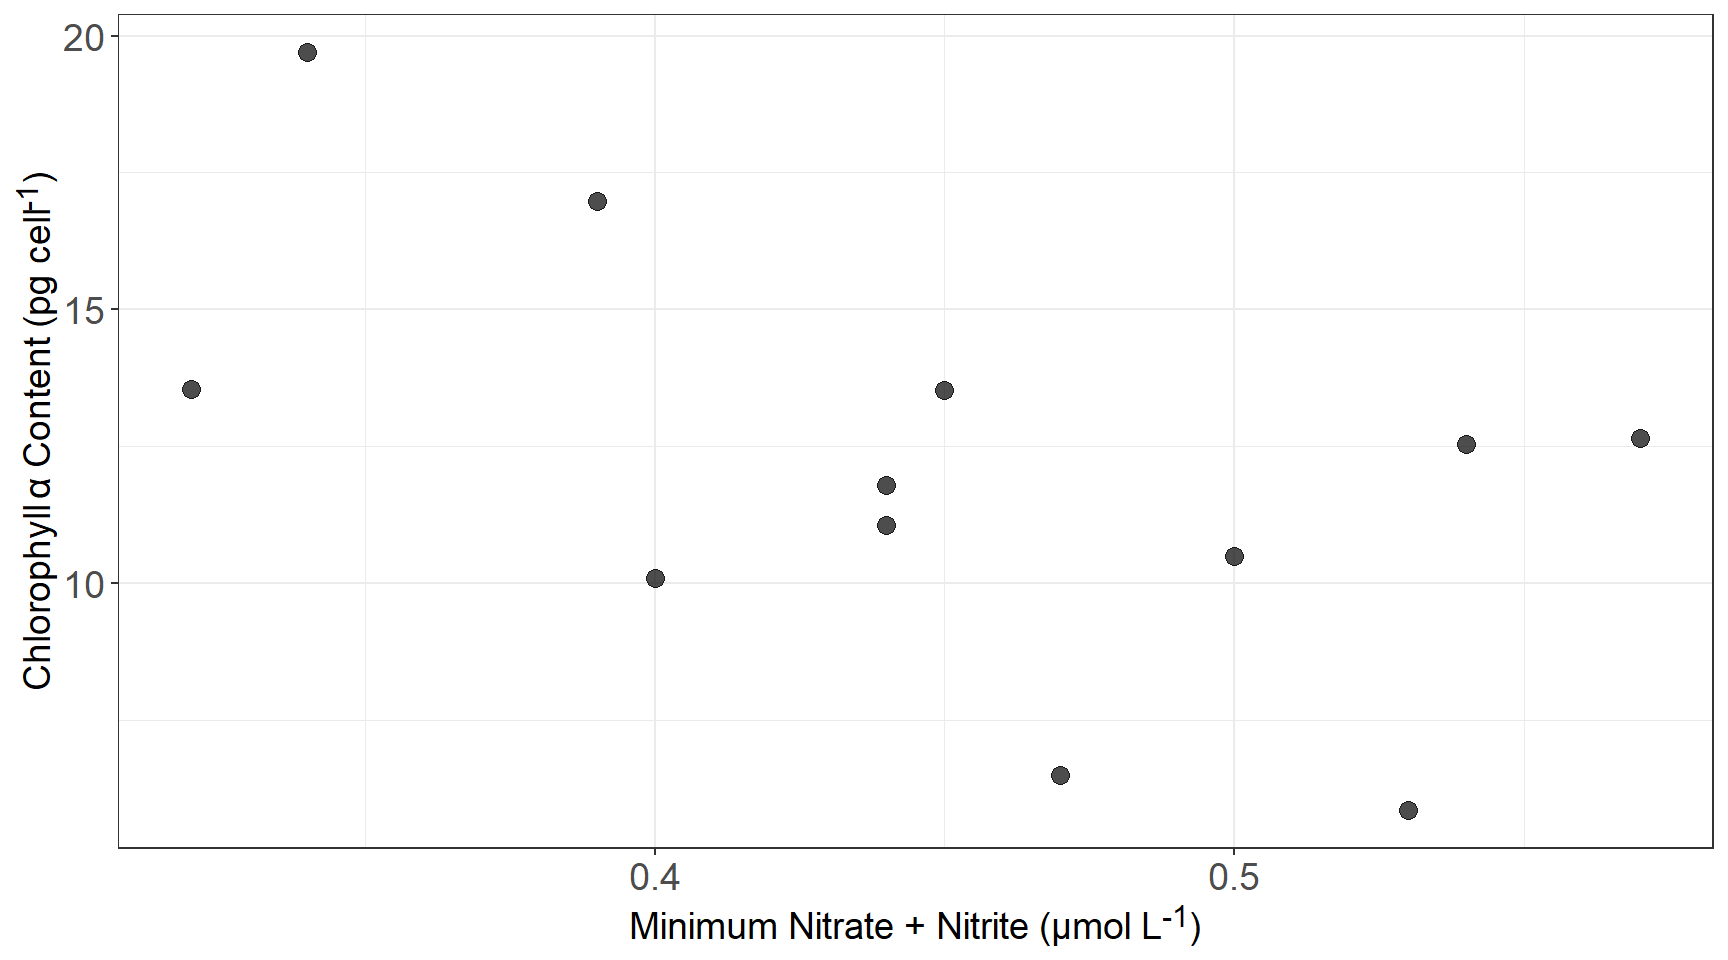 20
15
10
Chlorophyll α Content (pg cell⁻¹)
0.4 0.5
Minimum Nitrate + Nitrite (µmol L⁻¹)